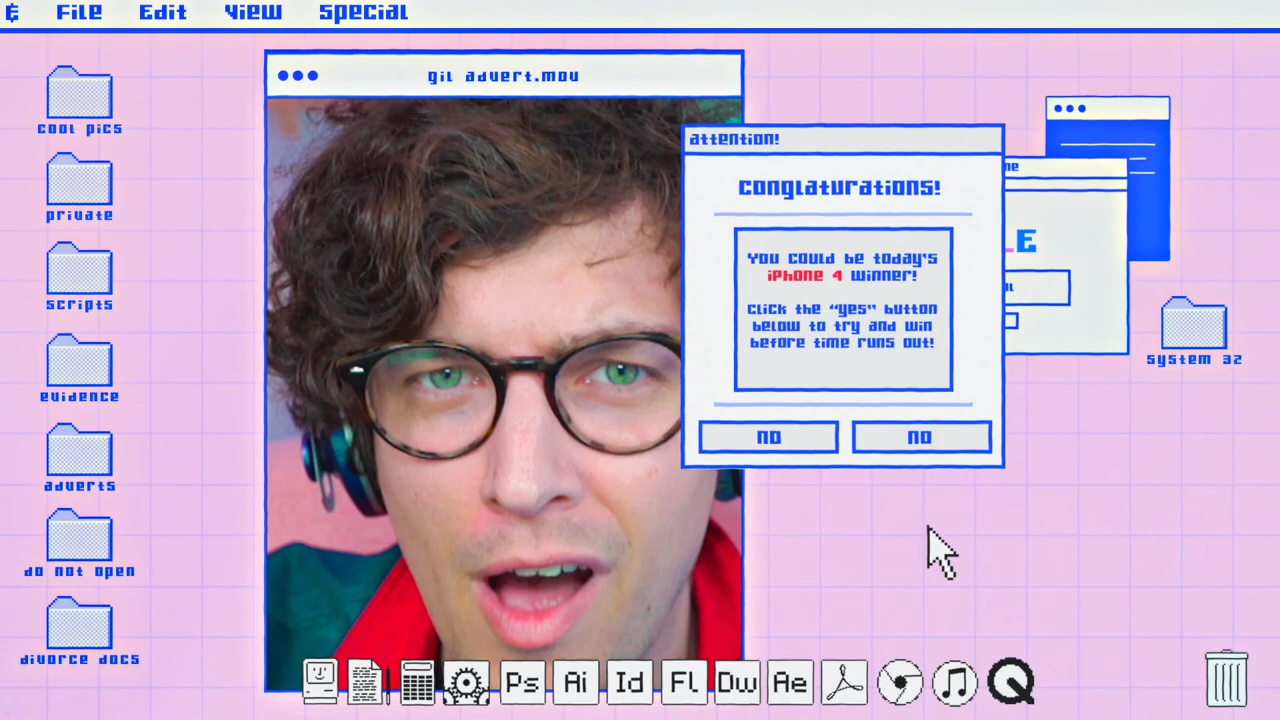 File Edit View Special
cool pics
private
scripts
evidence
adverts
do not open
divorce docs
gil advert.mov
attention!
Conglaturations!
You could be today's
iPhone 4 winner!
Click the “yes” button
below to try and win
before time runs out!
no
no
LE
system 32
Ps Ai Id Fl Dw Ae